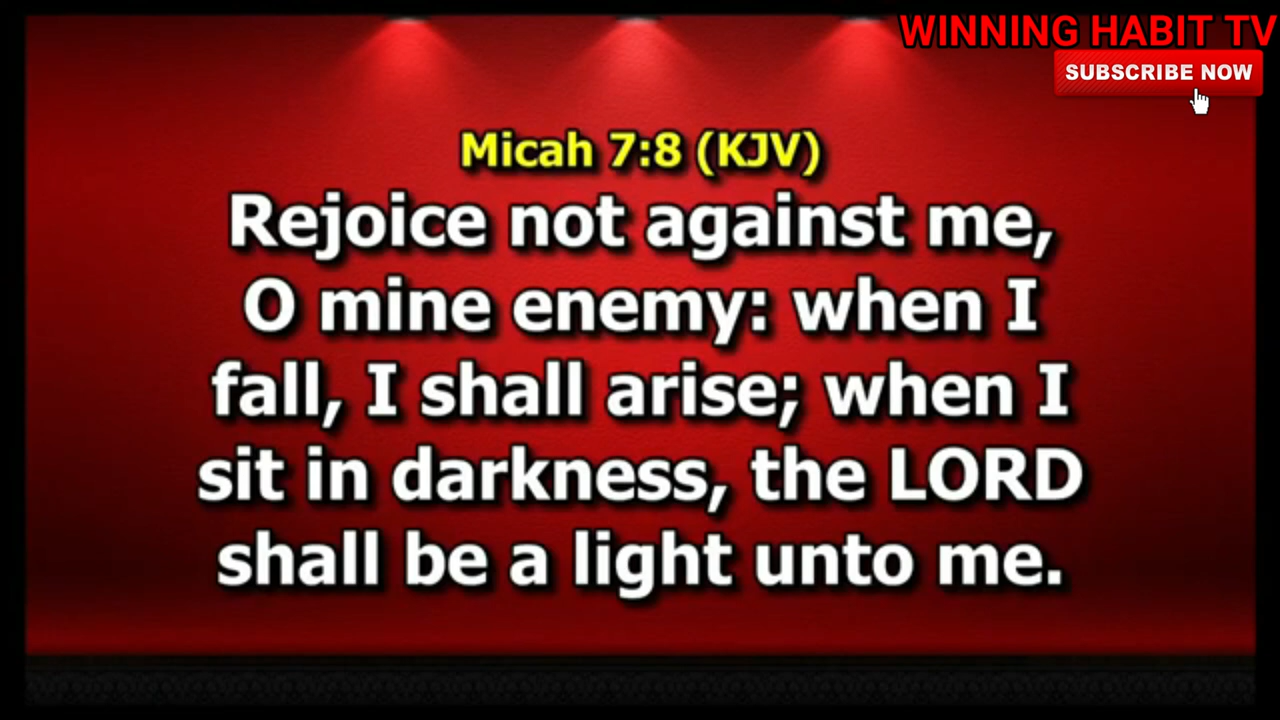 WINNING HABIT TV
SUBSCRIBE NOW
Micah 7:8 (KJV)
Rejoice not against me,
O mine enemy: when I
fall, I shall arise; when I
sit in darkness, the LORD
shall be a light unto me.